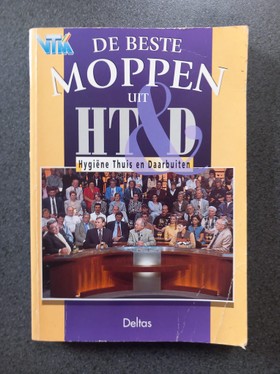 VTM
DE BESTE
MOPPEN
UIT
HT&D
Hygiëne Thuis en Daarbuiten
Deltas